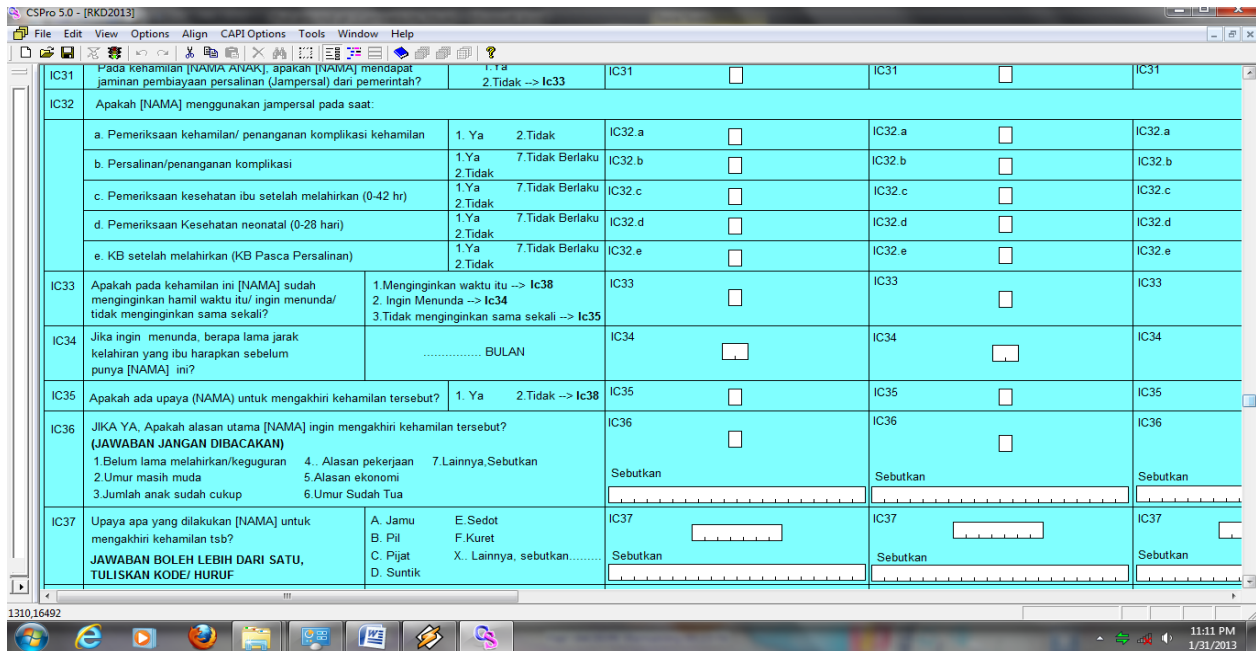 CSPro 5.0 - [RKD2013]
File Edit View Options Align CAPI Options Tools Window Help
IC31 Pada kehamilan [NAMA ANAK], apakah [NAMA] mendapat 1.Ya IC31 IC31 IC31
jaminan pembiayaan persalinan (Jampersal) dari pemerintah? 2.Tidak --> Ic33
IC32 Apakah [NAMA] menggunakan jampersal pada saat:
a. Pemeriksaan kehamilan/ penanganan komplikasi kehamilan 1. Ya 2.Tidak IC32.a IC32.a IC32.a
b. Persalinan/penanganan komplikasi 1.Ya 7.Tidak Berlaku IC32.b IC32.b IC32.b
2.Tidak
c. Pemeriksaan kesehatan ibu setelah melahirkan (0-42 hr) 1.Ya 7.Tidak Berlaku IC32.c IC32.c IC32.c
2.Tidak
d. Pemeriksaan Kesehatan neonatal (0-28 hari) 1.Ya 7.Tidak Berlaku IC32.d IC32.d IC32.d
2.Tidak
e. KB setelah melahirkan (KB Pasca Persalinan) 1.Ya 7.Tidak Berlaku IC32.e IC32.e IC32.e
2.Tidak
IC33 Apakah pada kehamilan ini [NAMA] sudah 1.Menginginkan waktu itu --> Ic38 IC33 IC33 IC33
menginginkan hamil waktu itu/ ingin menunda/ 2. Ingin Menunda --> Ic34
tidak menginginkan sama sekali? 3.Tidak menginginkan sama sekali --> Ic35
IC34 Jika ingin menunda, berapa lama jarak IC34 IC34 IC34
kelahiran yang ibu harapkan sebelum ................ BULAN
punya [NAMA] ini?
IC35 Apakah ada upaya (NAMA) untuk mengakhiri kehamilan tersebut? 1. Ya 2.Tidak --> Ic38 IC35 IC35 IC35
IC36 JIKA YA, Apakah alasan utama [NAMA] ingin mengakhiri kehamilan tersebut? IC36 IC36 IC36
(JAWABAN JANGAN DIBACAKAN)
1.Belum lama melahirkan/keguguran 4.. Alasan pekerjaan 7.Lainnya,Sebutkan
2.Umur masih muda 5.Alasan ekonomi Sebutkan Sebutkan Sebutkan
3.Jumlah anak sudah cukup 6.Umur Sudah Tua
IC37 Upaya apa yang dilakukan [NAMA] untuk A. Jamu E.Sedot IC37 IC37 IC37
mengakhiri kehamilan tsb? B. Pil F.Kuret
JAWABAN BOLEH LEBIH DARI SATU, C. Pijat X.. Lainnya, sebutkan......... Sebutkan Sebutkan Sebutkan
TULISKAN KODE/ HURUF D. Suntik
1310,16492
11:11 PM
1/31/2013